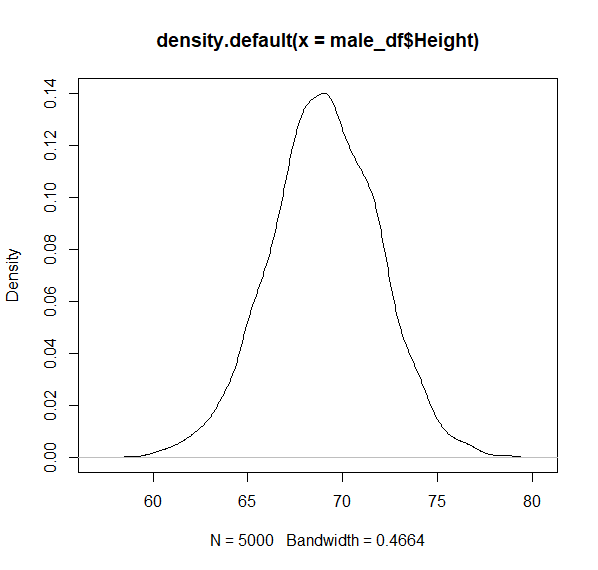 density.default(x = male_df$Height)
Density
0.14
0.12
0.10
0.08
0.06
0.04
0.02
0.00
60 65 70 75 80
N = 5000 Bandwidth = 0.4664